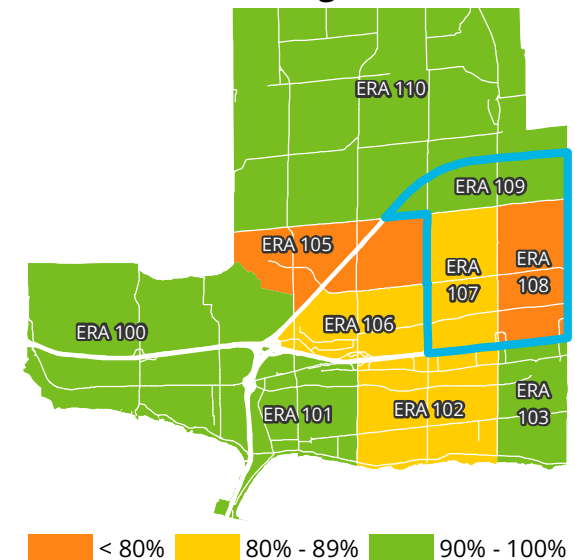 ERA 110
ERA 109
ERA 105
ERA
107
ERA
108
ERA 106
ERA 100
ERA 101
ERA 102
ERA
103
< 80%
80% - 89%
90% - 100%